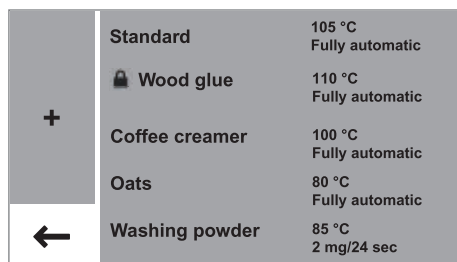 Standard
105 °C
Fully automatic
Wood glue
110 °C
Fully automatic
+
Coffee creamer
100 °C
Fully automatic
Oats
80 °C
Fully automatic
Washing powder
85 °C
2 mg/24 sec